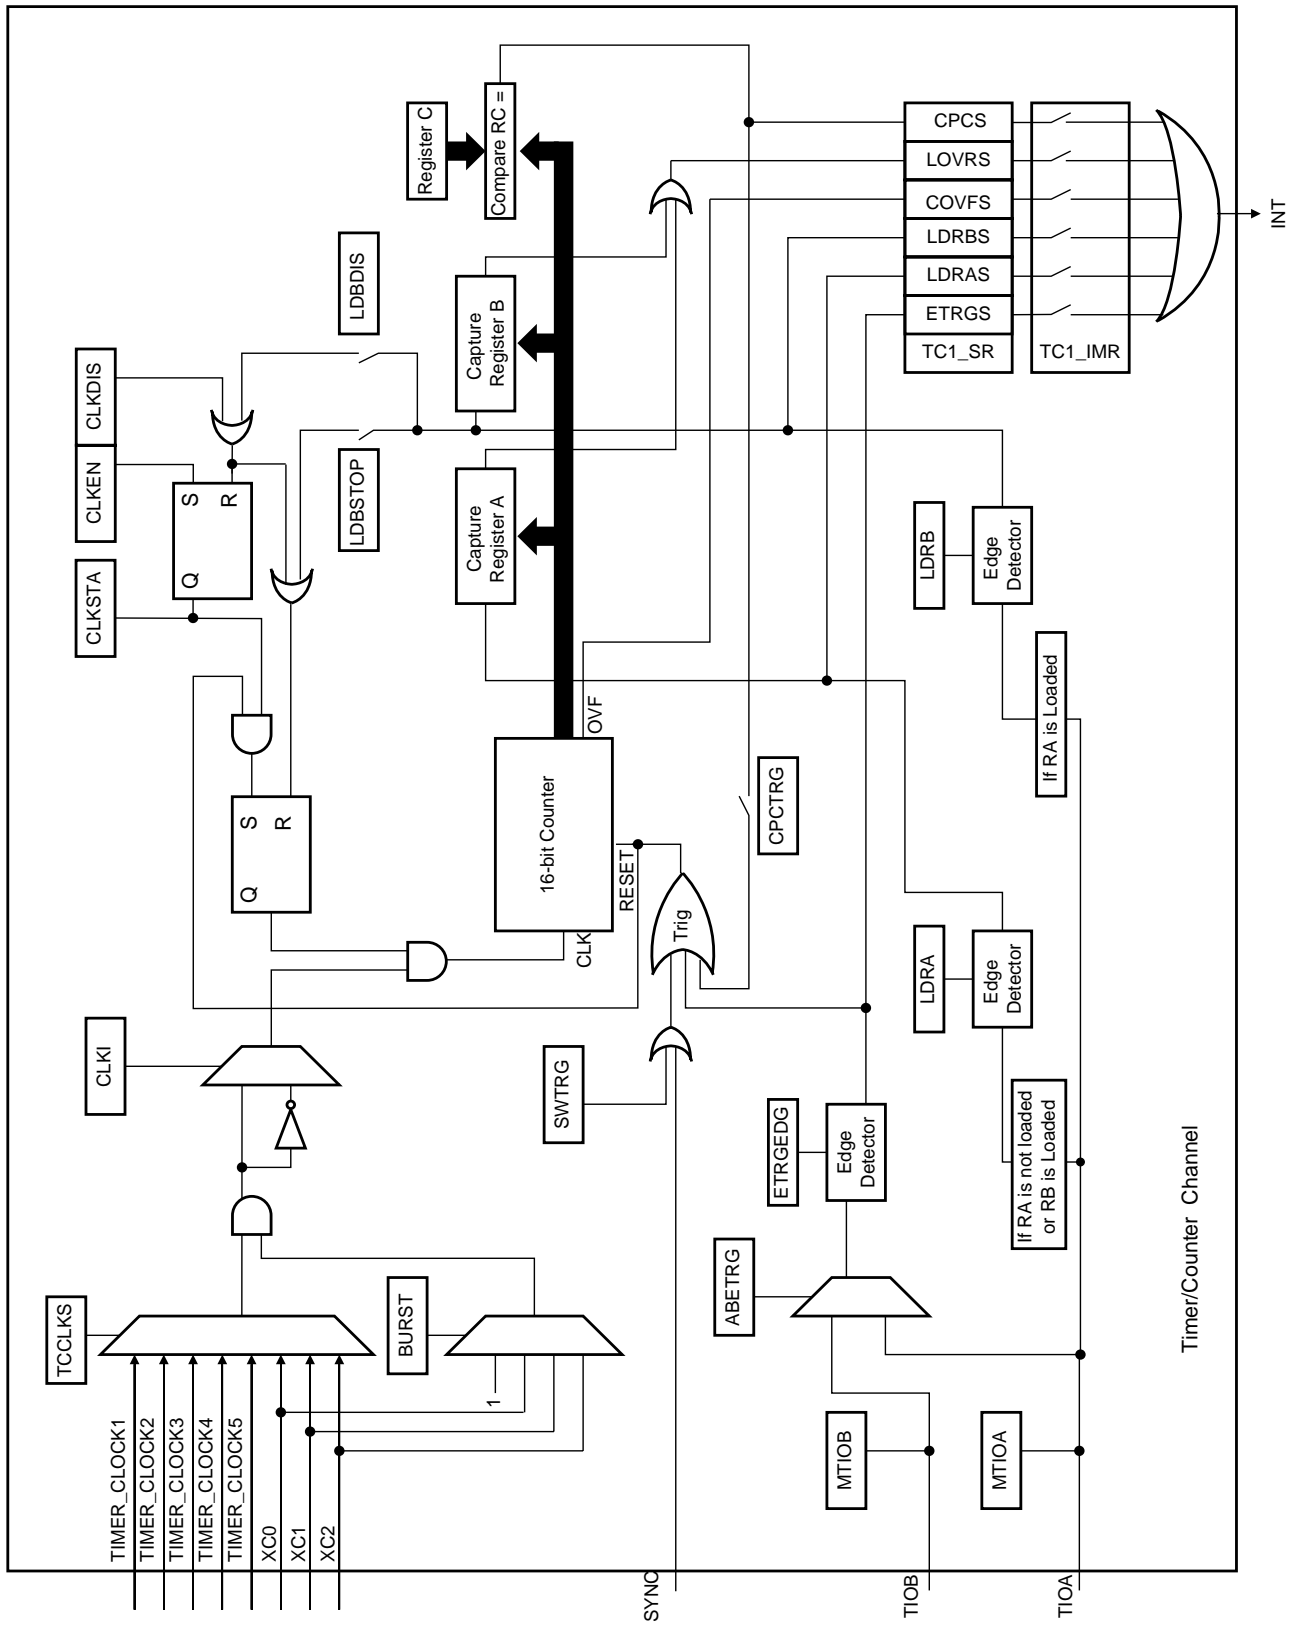 TCCLKS
TIMER_CLOCK1
TIMER_CLOCK2
TIMER_CLOCK3
TIMER_CLOCK4
TIMER_CLOCK5
XC0
XC1
XC2
CLKI
CLKSTA
CLKEN
CLKDIS
Q
S
R
Q
S
R
BURST
1
LDBSTOP
LDBDIS
Register C
Compare RC =
Capture
Register A
Capture
Register B
16-bit Counter
CLK
OVF
RESET
SWTRG
Trig
CPCTRG
SYNC
ABETRG
ETRGEDG
Edge
Detector
MTIOB
TIOB
MTIOA
TIOA
LDRA
Edge
Detector
If RA is not loaded
or RB is Loaded
LDRB
Edge
Detector
If RA is Loaded
CPCS
LOVRS
COVFS
LDRBS
LDRAS
ETRGS
TC1_SR
TC1_IMR
INT
Timer/Counter Channel